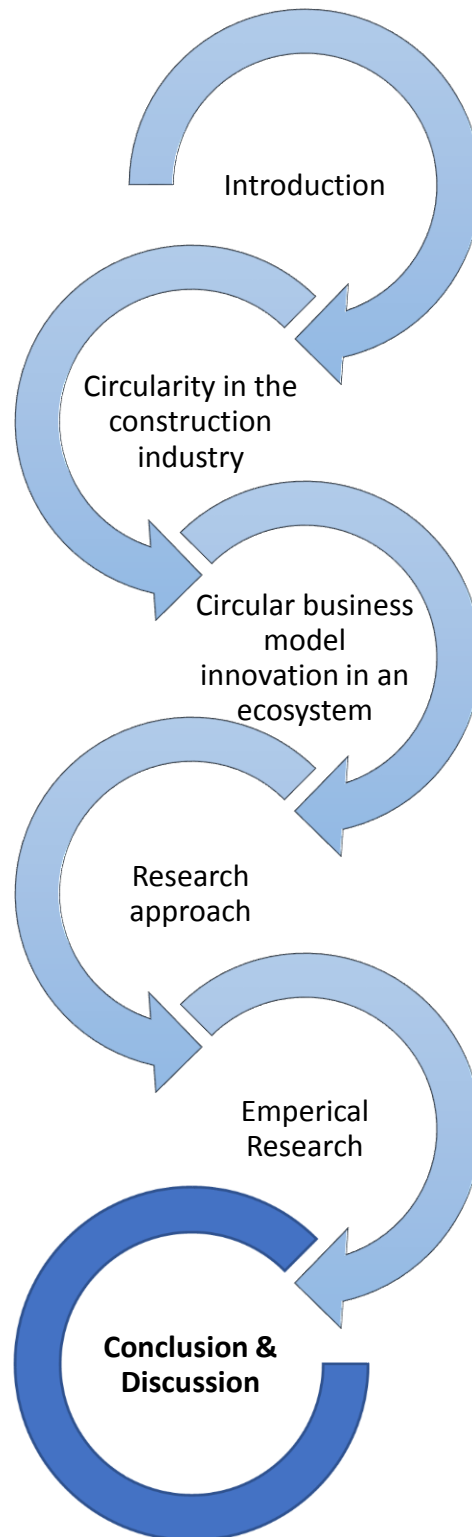 Introduction
Circularity in the
construction
industry
Circular business
model
innovation in an
ecosystem
Research
approach
Emperical
Research
Conclusion &
Discussion